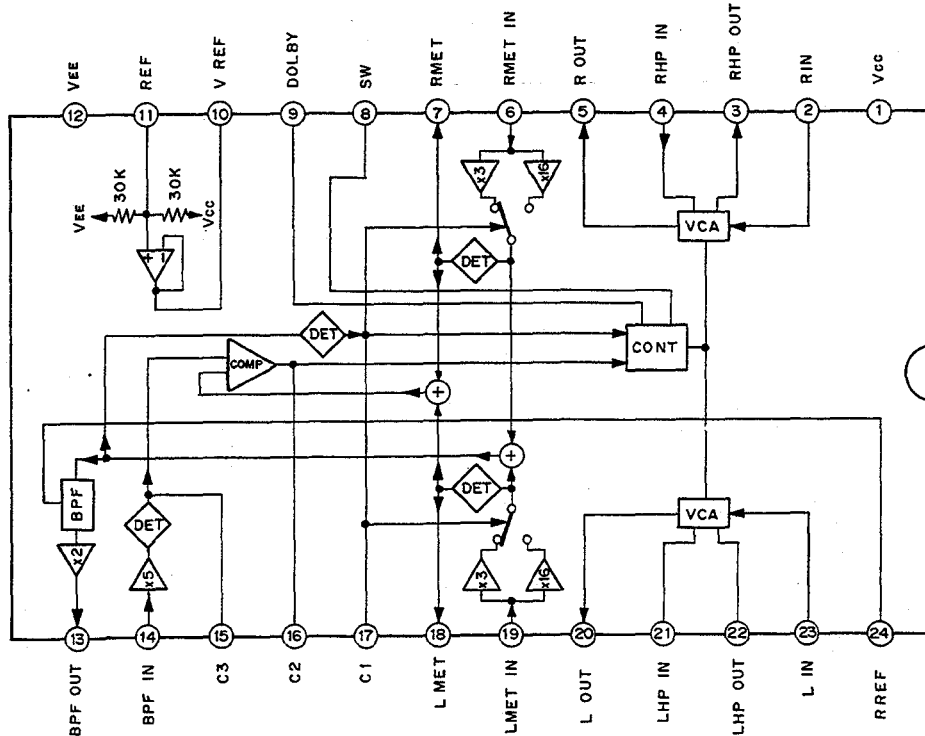 VEE
REF
V REF
DOLBY
SW
RMET
RMET IN
R OUT
RHP IN
RHP OUT
RIN
Vcc
12
11
10
9
8
7
6
5
4
3
2
1
30K
30K
VEE
Vcc
+
-
x3
x16
VCA
DET
DET
COMP
CONT
+
+
BPF
DET
DET
VCA
x2
x5
x3
x16
13
14
15
16
17
18
19
20
21
22
23
24
BPF OUT
BPF IN
C3
C2
C1
L MET
LMET IN
L OUT
LHP IN
LHP OUT
L IN
RREF